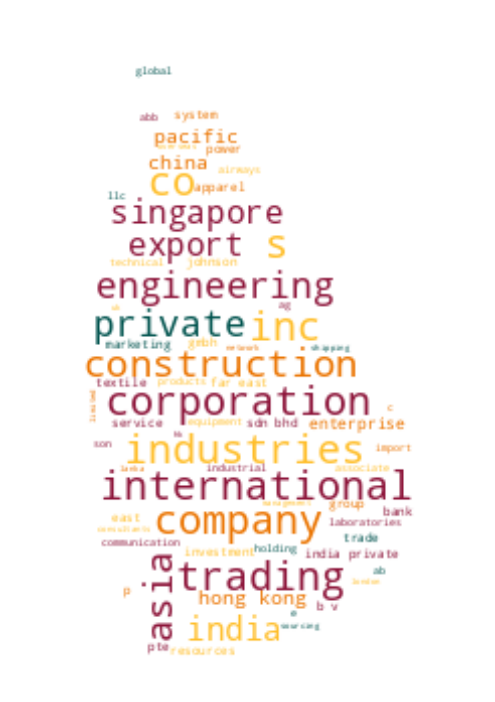 global
abb system
pacific
power
china
airways
co apparel
llc
singapore
export s
technical johnson
engineering
ag
private inc
marketing gmbh network shipping
construction
textile products far east
limited
corporation
c
service equipment sdn bhd enterprise
industries
son import
lanka industrial associate
international
management group
bank
east company laboratories
consultants
trade
communication
investment holding india private
asia trading
ab
london
p hong kong b v
e
india sourcing
pte resources